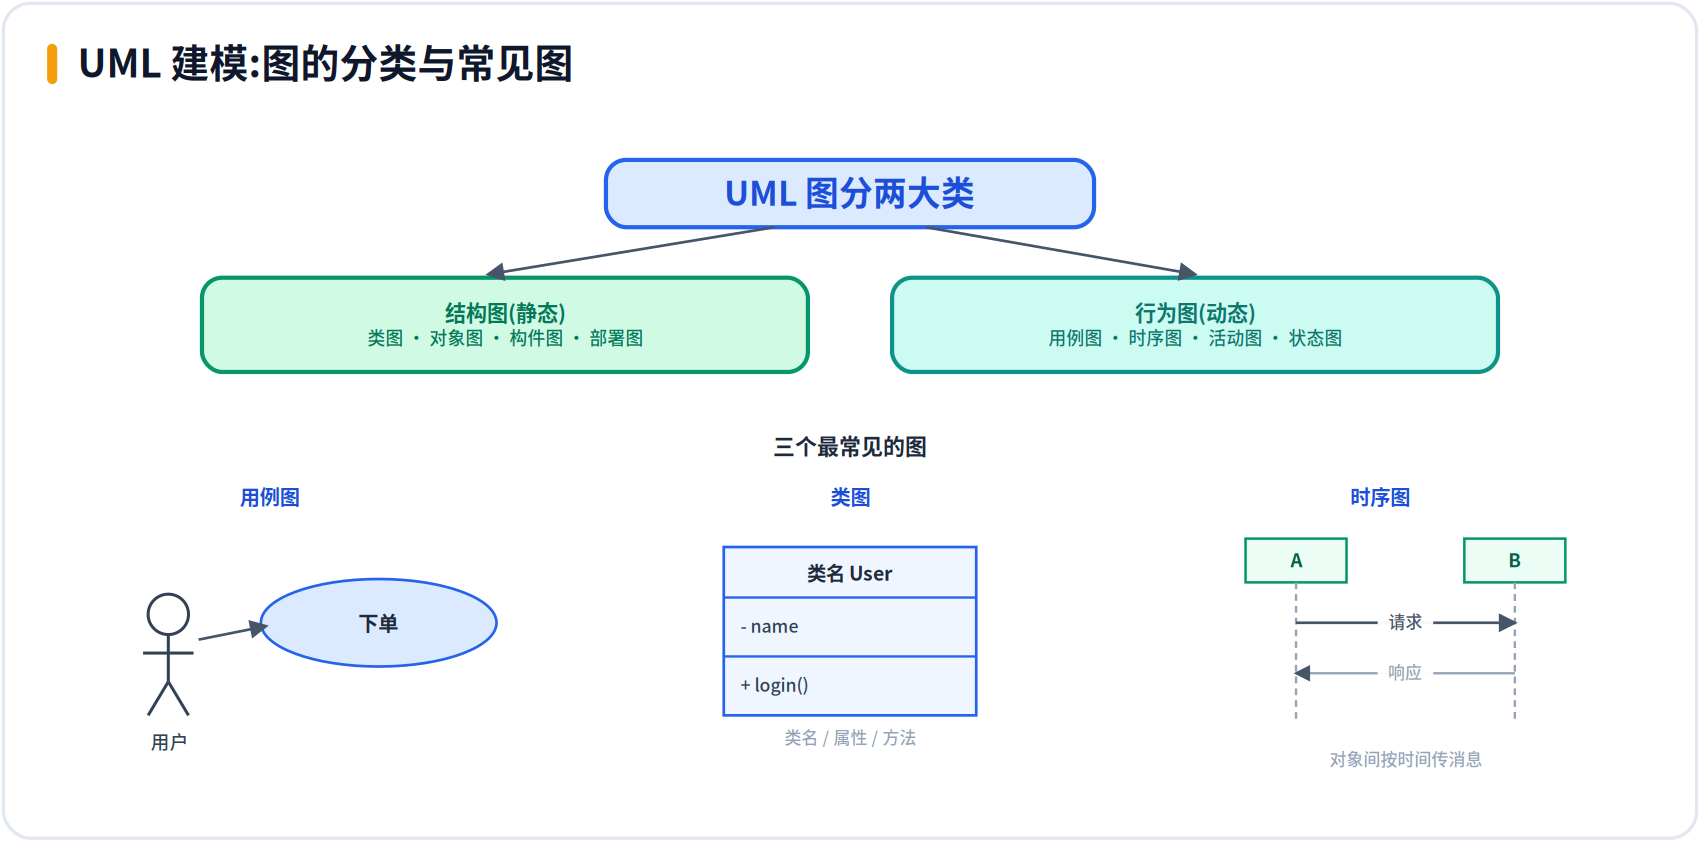 UML 建模:图的分类与常见图
UML 图分两大类
结构图(静态)
类图 · 对象图 · 构件图 · 部署图
行为图(动态)
用例图 · 时序图 · 活动图 · 状态图
三个最常见的图
用例图
下单
用户
类图
类名 User
- name
+ login()
类名 / 属性 / 方法
时序图
A
B
请求
响应
对象间按时间传消息